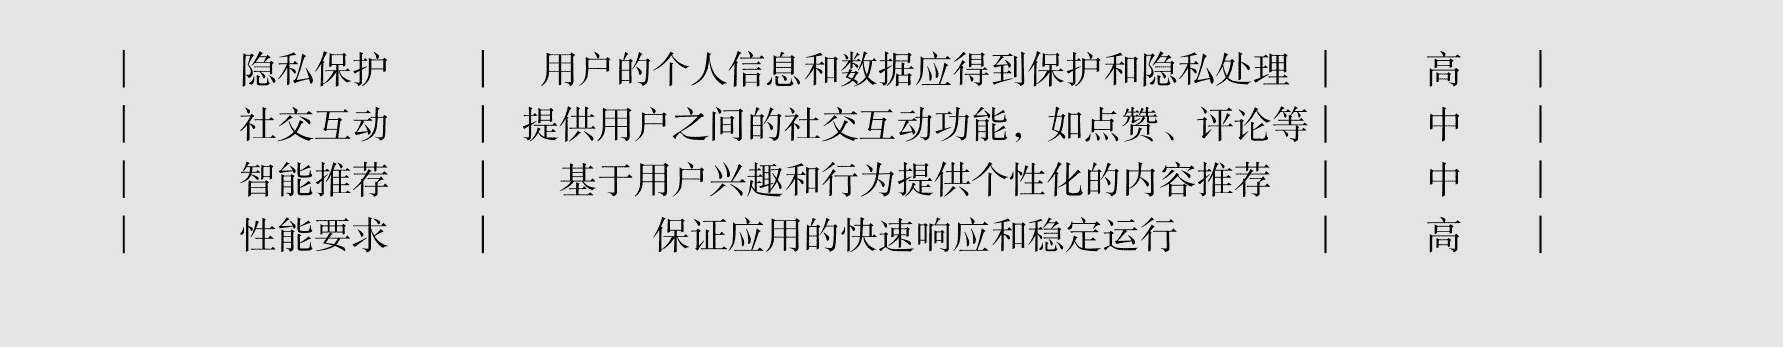 | 隐私保护 | 用户的个人信息和数据应得到保护和隐私处理 | 高 |
| 社交互动 | 提供用户之间的社交互动功能，如点赞、评论等 | 中 |
| 智能推荐 | 基于用户兴趣和行为提供个性化的内容推荐 | 中 |
| 性能要求 | 保证应用的快速响应和稳定运行 | 高 |